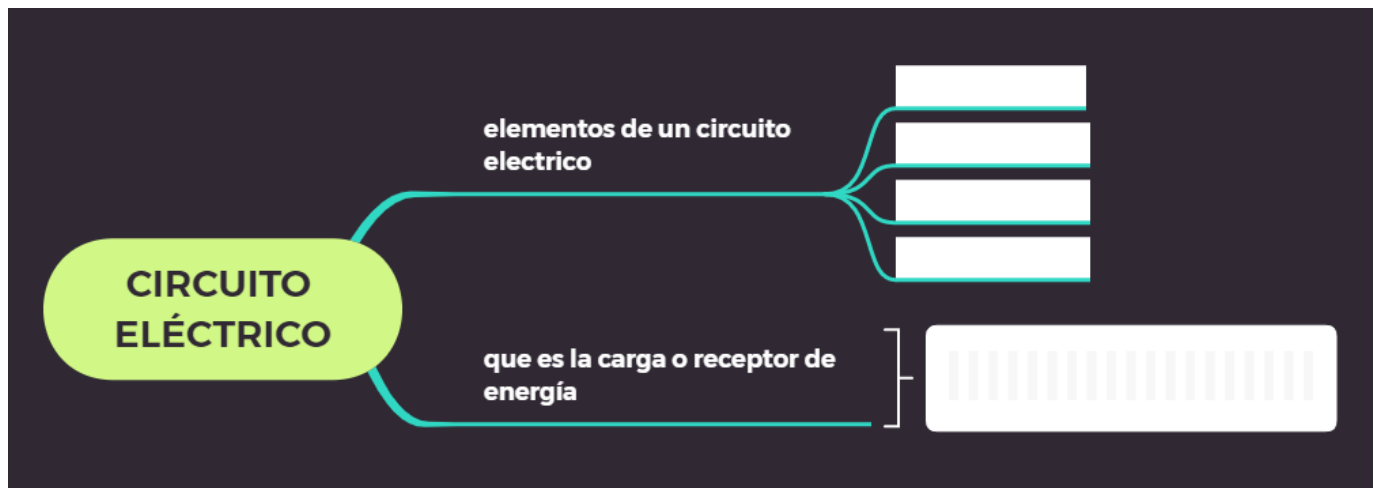 elementos de un circuito
electrico
CIRCUITO
ELÉCTRICO
que es la carga o receptor de
energía